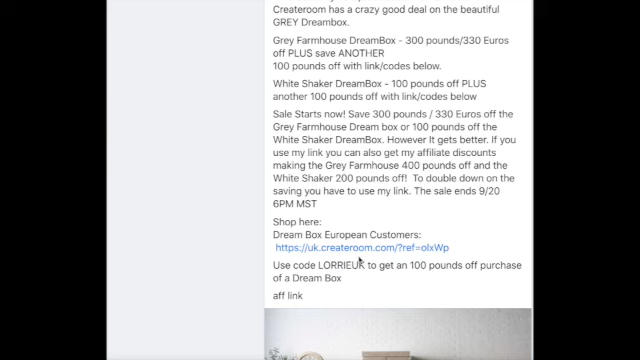 Createroom has a crazy good deal on the beautiful
GREY Dreambox.
Grey Farmhouse DreamBox - 300 pounds/330 Euros
off PLUS save ANOTHER
100 pounds off with link/codes below.
White Shaker DreamBox - 100 pounds off PLUS
another 100 pounds off with link/codes below
Sale Starts now! Save 300 pounds / 330 Euros off the
Grey Farmhouse Dream box or 100 pounds off the
White Shaker DreamBox. However It gets better. If you
use my link you can also get my affiliate discounts
making the Grey Farmhouse 400 pounds off and the
White Shaker 200 pounds off! To double down on the
saving you have to use my link. The sale ends 9/20
6PM MST
Shop here:
Dream Box European Customers:
https://uk.createroom.com/?ref=olxWp
Use code LORRIEUK to get an 100 pounds off purchase
of a Dream Box
aff link